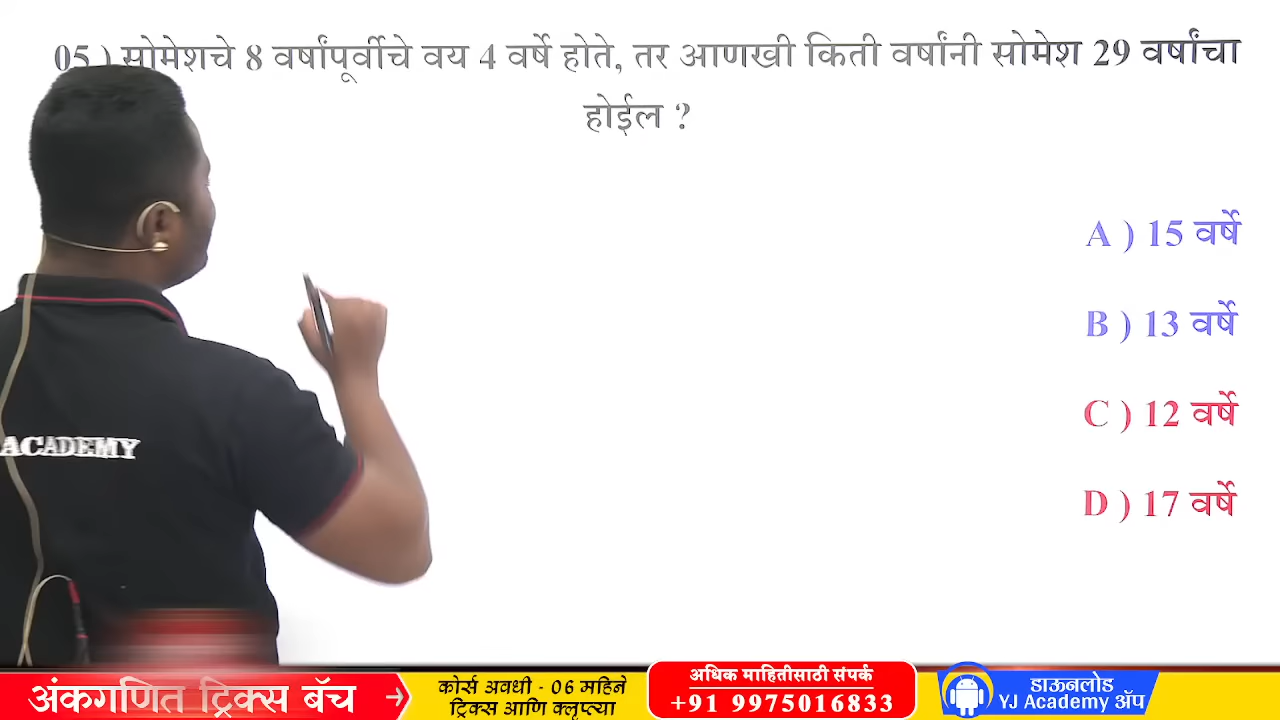 05 ) सोमेशचे 8 वर्षांपूर्वीचे वय 4 वर्षे होते, तर आणखी किती वर्षांनी सोमेश 29 वर्षांचा
होईल ?
A ) 15 वर्षे
B ) 13 वर्षे
C ) 12 वर्षे
D ) 17 वर्षे
ACADEMY
अंकगणित ट्रिक्स बॅच
कोर्स अवधी - 06 महिने
ट्रिक्स आणि क्लृप्त्या
अधिक माहितीसाठी संपर्क
+91 9975016833
डाऊनलोड
YJ Academy ॲप